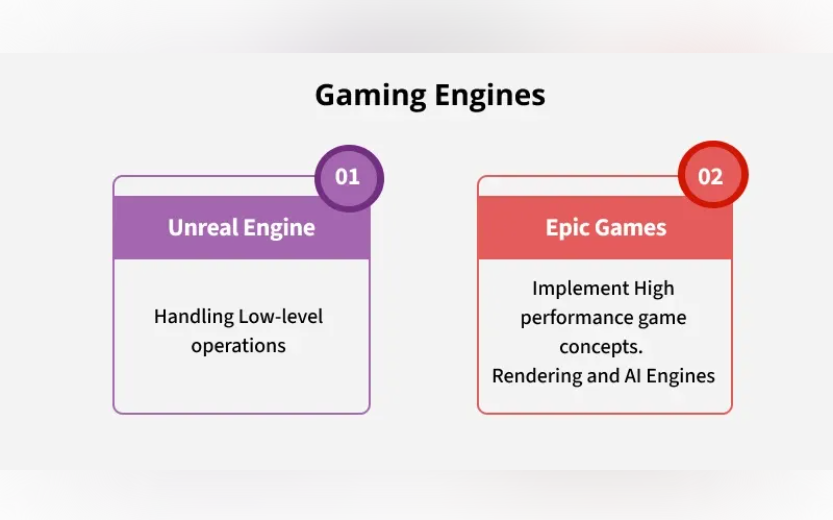 Gaming Engines
01
Unreal Engine
Handling Low-level
operations
02
Epic Games
Implement High
performance game
concepts.
Rendering and AI Engines